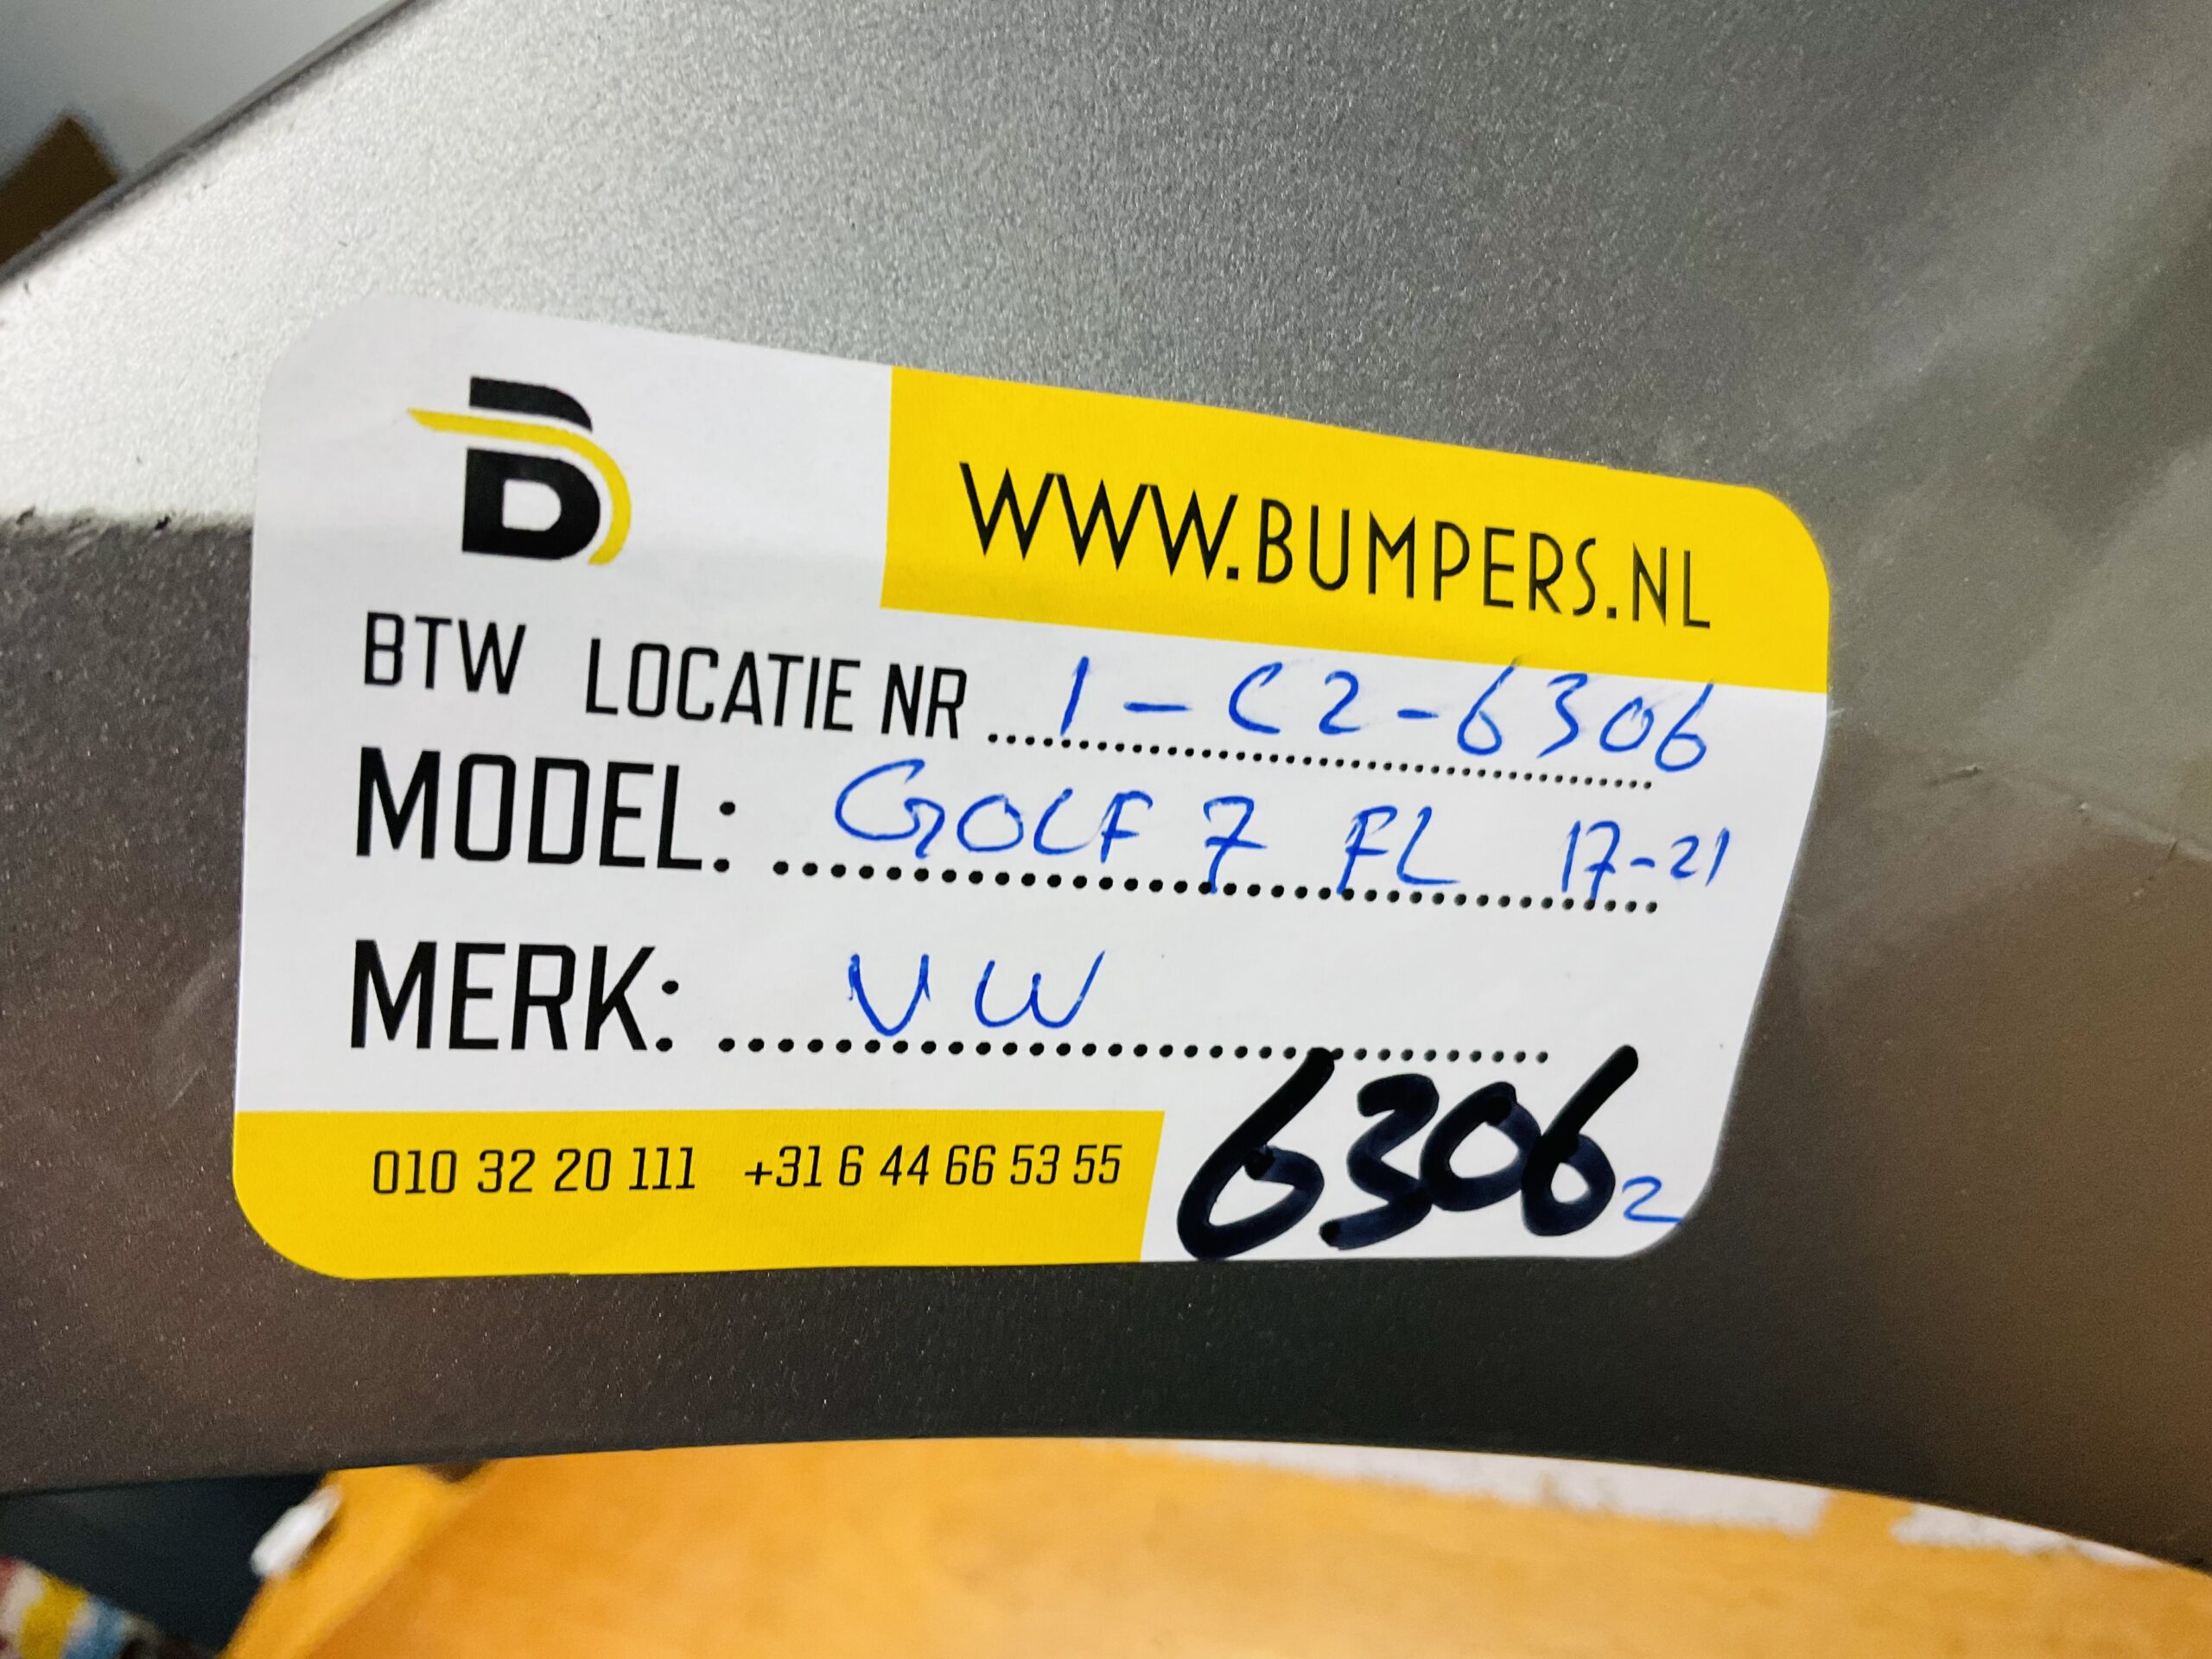 B
WWW.BUMPERS.NL
BTW LOCATIE NR 1-C2-6306
MODEL: GOLF 7 FL 17-21
MERK: VW
6306 2
010 32 20 111 +31 6 44 66 53 55